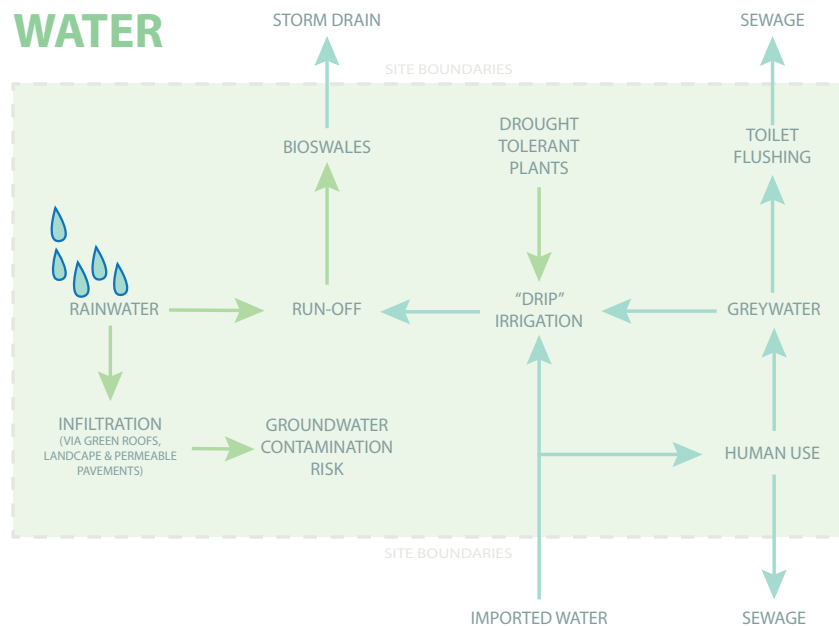 WATER
STORM DRAIN
SEWAGE
SITE BOUNDARIES
BIOSWALES
DROUGHT
TOLERANT
PLANTS
TOILET
FLUSHING
RAINWATER
RUN-OFF
“DRIP”
IRRIGATION
GREYWATER
INFILTRATION
(VIA GREEN ROOFS,
LANDSCAPE & PERMEABLE
PAVEMENTS)
GROUNDWATER
CONTAMINATION
RISK
HUMAN USE
SITE BOUNDARIES
IMPORTED WATER
SEWAGE